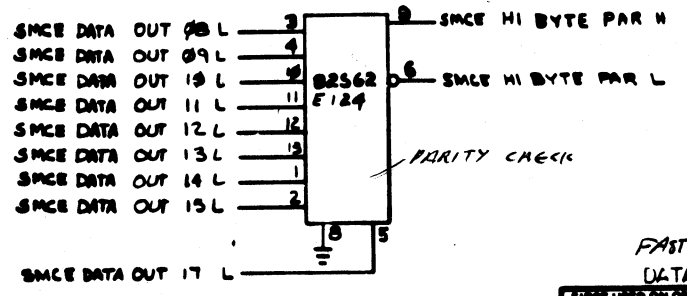 SMCE DATA OUT 08 L 3
9 SMCE HI BYTE PAR H
SMCE DATA OUT 09 L 4
SMCE DATA OUT 10 L 10
82S62
6 SMCE HI BYTE PAR L
SMCE DATA OUT 11 L 11
E124
SMCE DATA OUT 12 L 12
SMCE DATA OUT 13 L 13
PARITY CHECK
SMCE DATA OUT 14 L 1
SMCE DATA OUT 15 L 2
8 5
SMCE DATA OUT 17 L
FAST
DATA